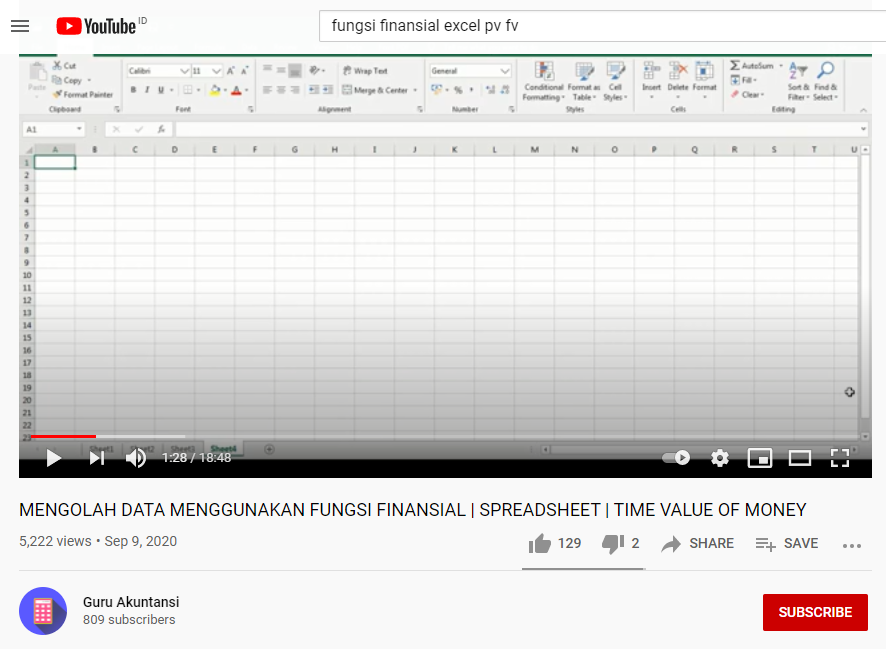 YouTube ID
fungsi finansial excel pv fv
Cut
Copy
Format Painter
Paste
Clipboard
Calibri 11 A A
B I U A
Font
Wrap Text
Merge & Center
Alignment
General
%
Number
Conditional Formatting
Format as Table
Cell Styles
Styles
Insert Delete Format
Cells
AutoSum
Fill
Clear
Sort & Filter
Find & Select
Editing
A1 fx
A B C D E F G H I J K L M N O P Q R S T U
1
2
3
4
5
6
7
8
9
10
11
12
13
14
15
16
17
18
19
20
21
22
23
Sheet1 Sheet2 Sheet3 Sheet4
1:28 / 18:48
MENGOLAH DATA MENGGUNAKAN FUNGSI FINANSIAL | SPREADSHEET | TIME VALUE OF MONEY
5,222 views • Sep 9, 2020
129 2 SHARE SAVE
Guru Akuntansi
809 subscribers
SUBSCRIBE